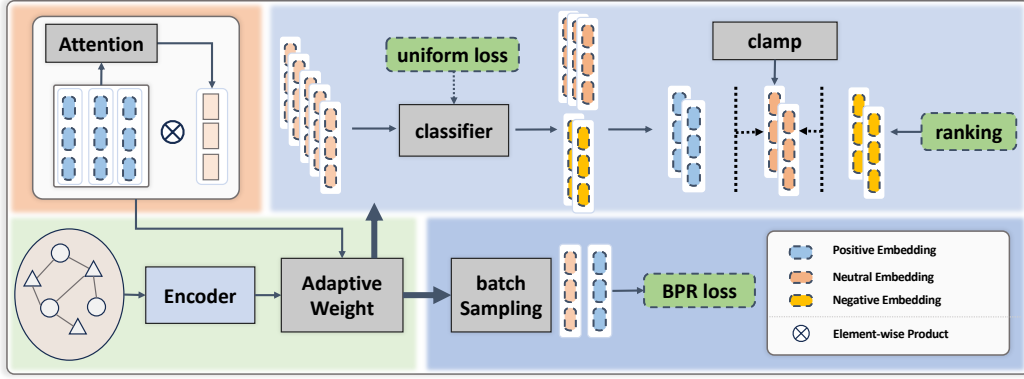 Attention
uniform loss
classifier
clamp
ranking
Encoder
Adaptive
Weight
batch
Sampling
BPR loss
Positive Embedding
Neutral Embedding
Negative Embedding
Element-wise Product